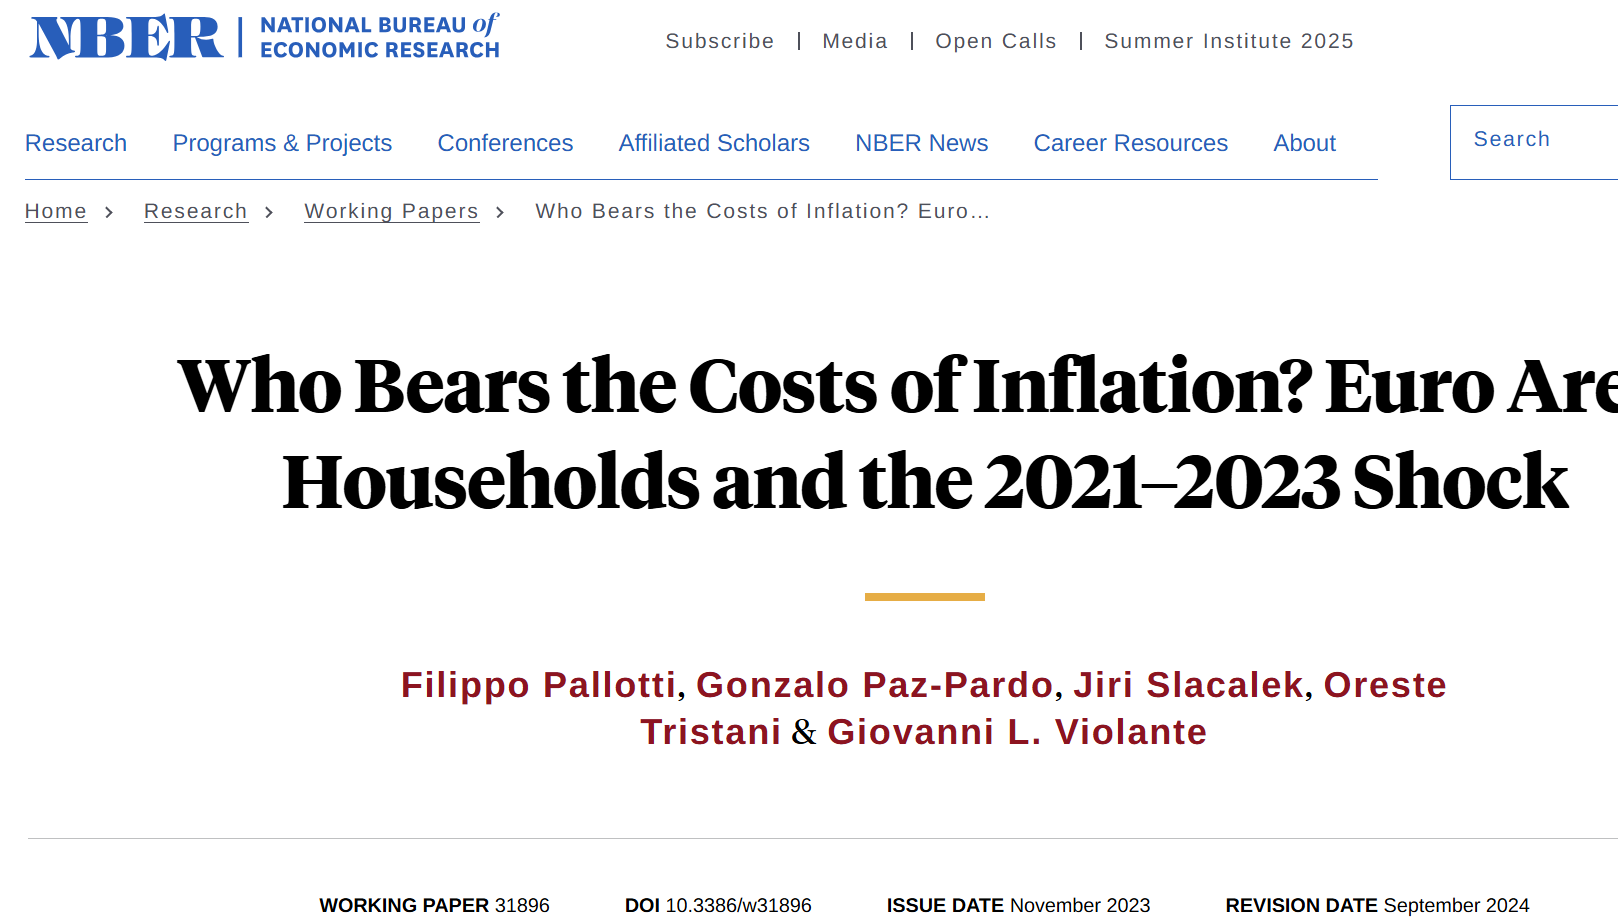 NBER | NATIONAL BUREAU of
ECONOMIC RESEARCH
Subscribe | Media | Open Calls | Summer Institute 2025
Research Programs & Projects Conferences Affiliated Scholars NBER News Career Resources About
Search
Home > Research > Working Papers > Who Bears the Costs of Inflation? Euro…
Who Bears the Costs of Inflation? Euro Are
Households and the 2021–2023 Shock
Filippo Pallotti, Gonzalo Paz-Pardo, Jiri Slacalek, Oreste
Tristani & Giovanni L. Violante
WORKING PAPER 31896 DOI 10.3386/w31896 ISSUE DATE November 2023 REVISION DATE September 2024